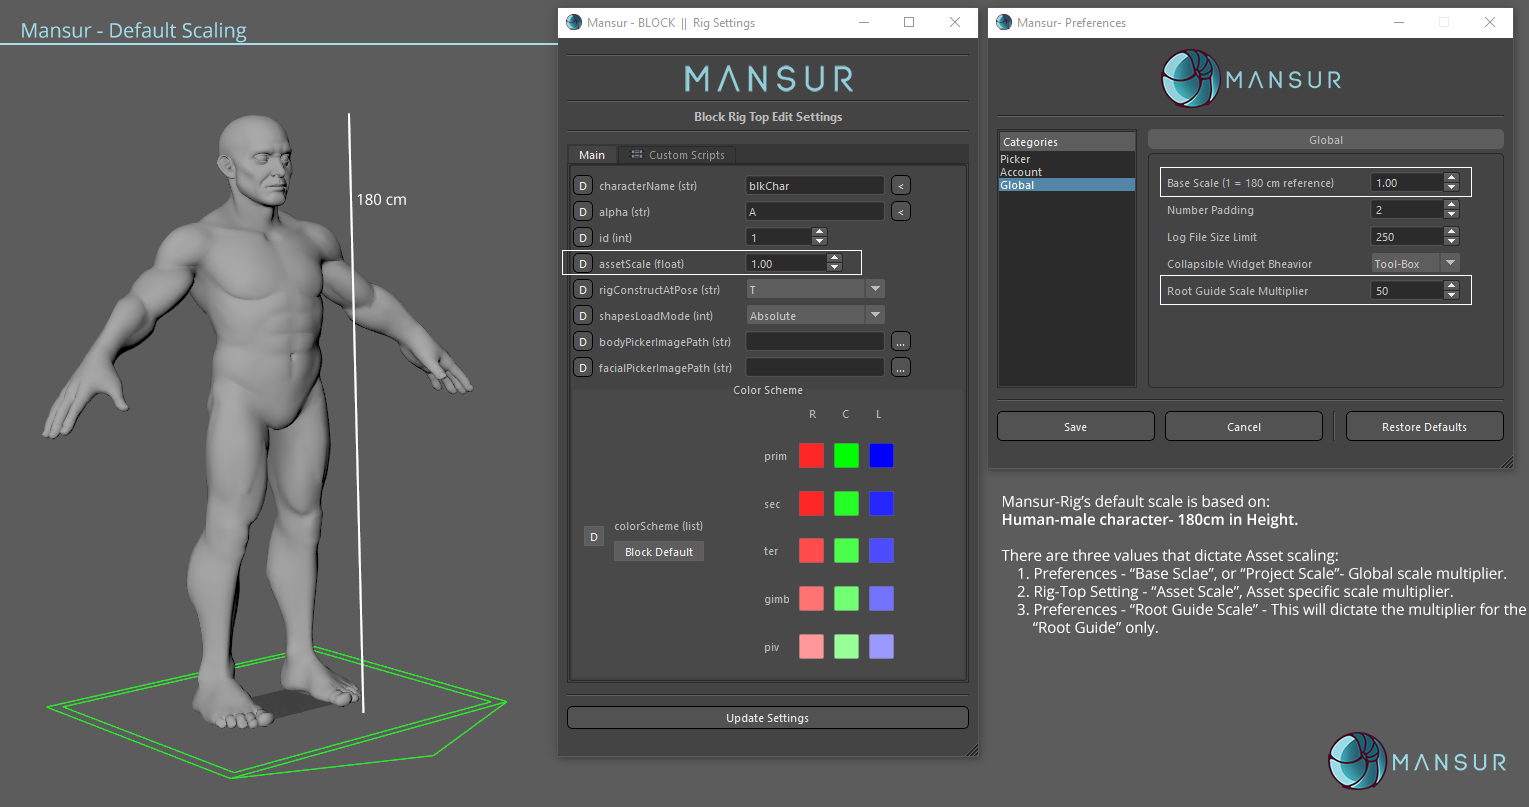 Mansur - Default Scaling
180 cm
Mansur - BLOCK || Rig Settings
MANSUR
Block Rig Top Edit Settings
Main
Custom Scripts
D characterName (str) blkChar <
D alpha (str) A <
D id (int) 1
D assetScale (float) 1.00
D rigConstructAtPose (str) T
D shapesLoadMode (int) Absolute
D bodyPickerImagePath (str) ...
D facialPickerImagePath (str) ...
Color Scheme
R C L
prim
sec
D colorScheme (list)
Block Default
ter
gimb
piv
Update Settings
Mansur- Preferences
MANSUR
Categories
Picker
Account
Global
Global
Base Scale (1 = 180 cm reference) 1.00
Number Padding 2
Log File Size Limit 250
Collapsible Widget Bheavior Tool-Box
Root Guide Scale Multiplier 50
Save
Cancel
Restore Defaults
Mansur-Rig's default scale is based on:
Human-male character- 180cm in Height.
There are three values that dictate Asset scaling:
1. Preferences - “Base Sclae”, or “Project Scale”- Global scale multiplier.
2. Rig-Top Setting - “Asset Scale”, Asset specific scale multiplier.
3. Preferences - “Root Guide Scale” - This will dictate the multiplier for the
“Root Guide” only.
MANSUR